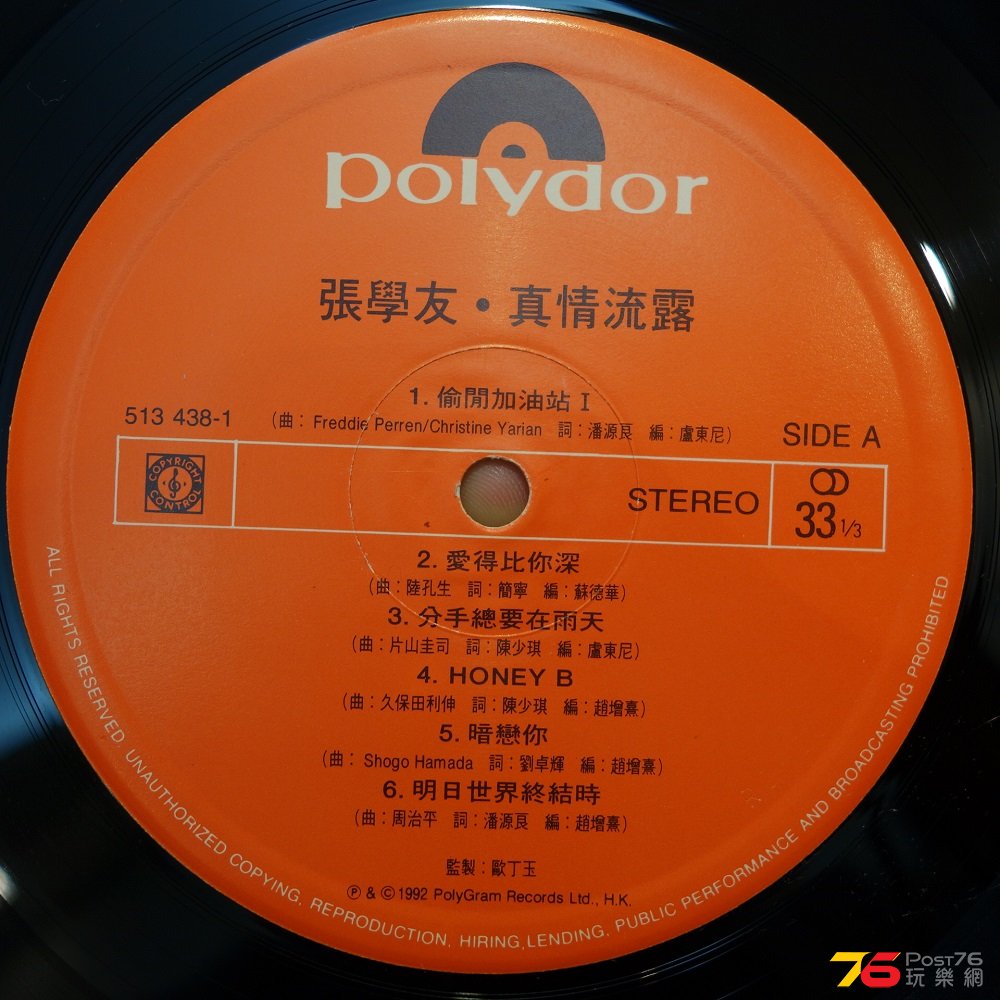 polydor
張學友・真情流露
1. 偷閒加油站 I
(曲：Freddie Perren/Christine Yarian 詞：潘源良 編：盧東尼)
513 438-1
SIDE A
COPYRIGHT CONTROL
STEREO
33 1/3
2. 愛得比你深
(曲：陸孔生 詞：簡寧 編：蘇德華)
3. 分手總要在雨天
(曲：片山圭司 詞：陳少琪 編：盧東尼)
4. HONEY B
(曲：久保田利伸 詞：陳少琪 編：趙增熹)
5. 暗戀你
(曲：Shogo Hamada 詞：劉卓輝 編：趙增熹)
6. 明日世界終結時
(曲：周治平 詞：潘源良 編：趙增熹)
監製：歐丁玉
Ⓟ & © 1992 PolyGram Records Ltd., H.K.
ALL RIGHTS RESERVED. UNAUTHORIZED COPYING, REPRODUCTION, HIRING, LENDING, PUBLIC PERFORMANCE AND BROADCASTING PROHIBITED
76 POST76
玩樂網